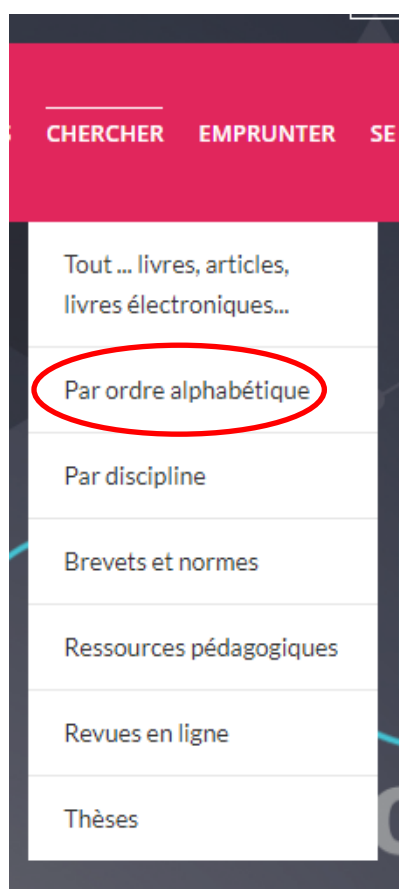 CHERCHER EMPRUNTER SE
Tout ... livres, articles,
livres électroniques...
Par ordre alphabétique
Par discipline
Brevets et normes
Ressources pédagogiques
Revues en ligne
Thèses